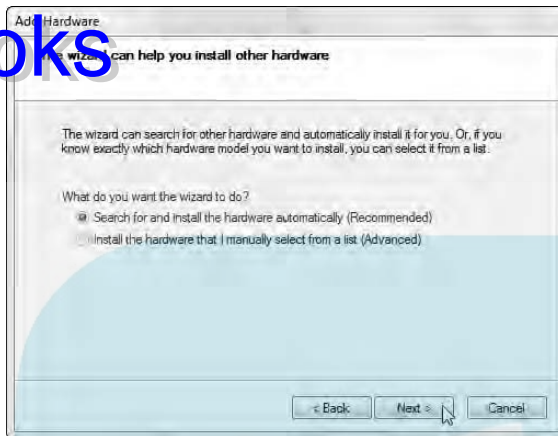 Add Hardware
oks
The wizard can help you install other hardware
The wizard can search for other hardware and automatically install it for you. Or, if you
know exactly which hardware model you want to install, you can select it from a list.
What do you want the wizard to do?
Search for and install the hardware automatically (Recommended)
Install the hardware that I manually select from a list (Advanced)
< Back Next > Cancel